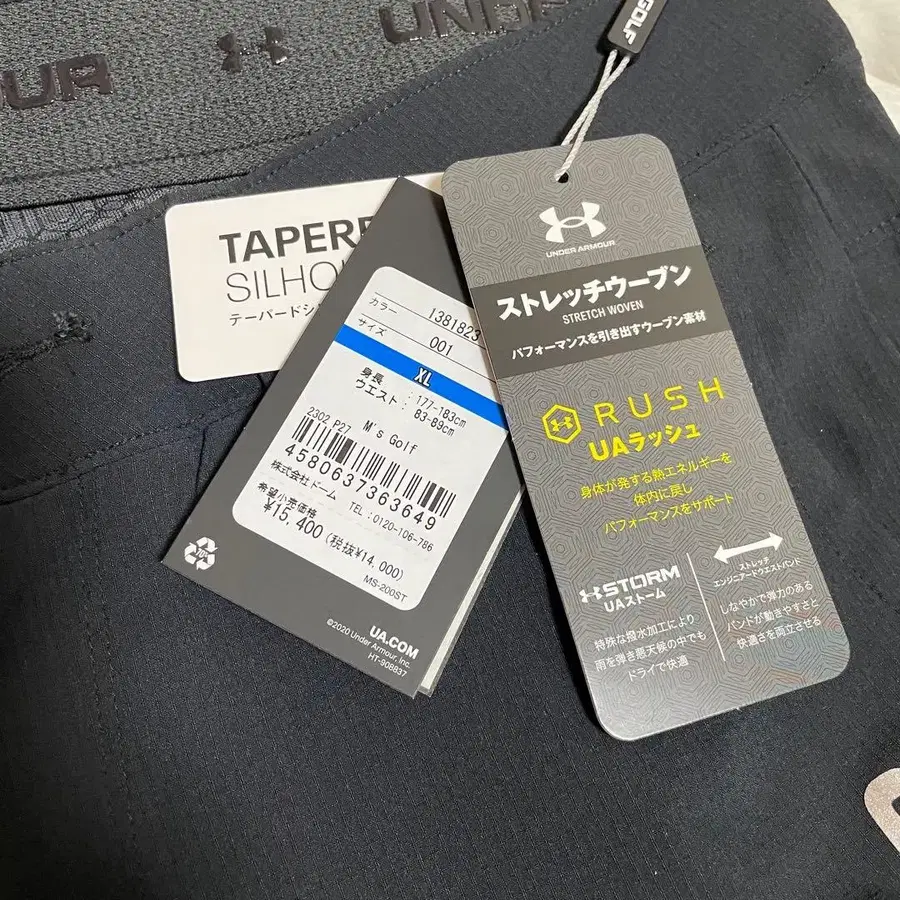 OUR
UNDER
GOLF
TAPERE
SILHOU
テーパードシ
カラー
1381823
サイズ
001
XL
身長 : 177-183cm
ウエスト : 83-89cm
2302 P27
M's Golf
4580637363649
株式会社ドーム TEL:0120-106-786
希望小売価格
¥15,400(税抜¥14,000)
MS-200ST
UA.COM
©2020 Under Armour, Inc.
HT-908837
UNDER ARMOUR
ストレッチウーブン
STRETCH WOVEN
パフォーマンスを引き出すウーブン素材
RUSH
UAラッシュ
身体が発する熱エネルギーを
体内に戻し
パフォーマンスをサポート
STORM
UAストーム
特殊な撥水加工により
雨を弾き悪天候の中でも
ドライで快適
ストレッチ
エンジニアードウエストバンド
しなやかで弾力のある
バンドが動きやすさと
快適さを両立させる